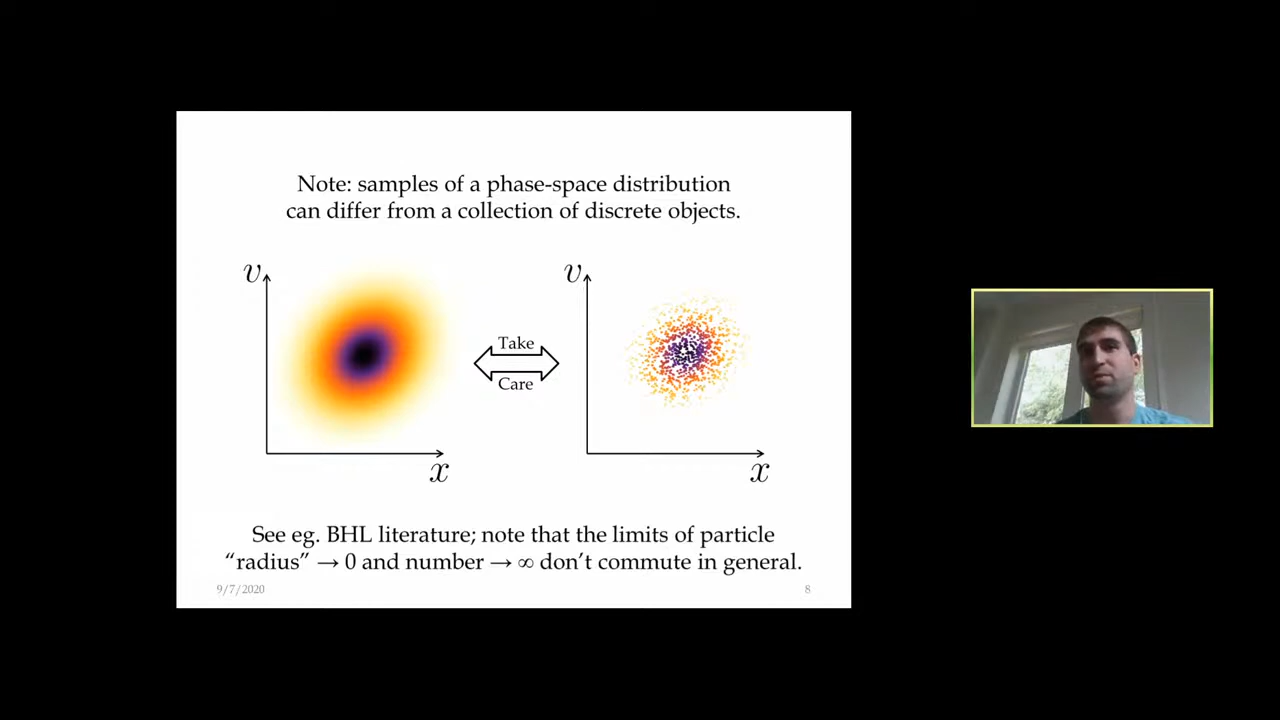 Note: samples of a phase-space distribution
can differ from a collection of discrete objects.
v
v
Take
Care
x
x
See eg. BHL literature; note that the limits of particle
“radius” → 0 and number → ∞ don’t commute in general.
9/7/2020
8